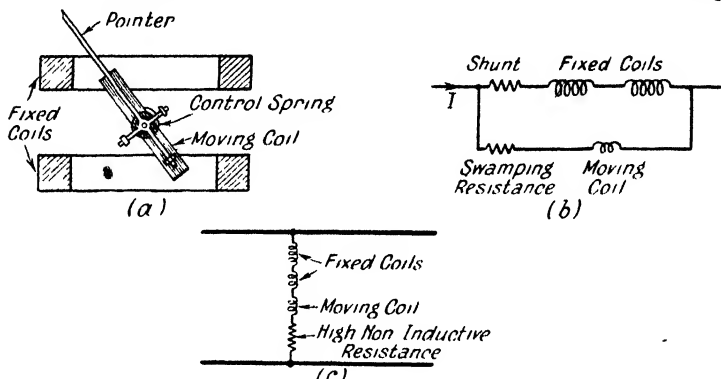 Pointer
Fixed
Coils
Control Spring
Moving Coil
(a)
Shunt
Fixed Coils
I
Swamping
Resistance
Moving
Coil
(b)
Fixed Coils
Moving Coil
High Non Inductive
Resistance
(c)